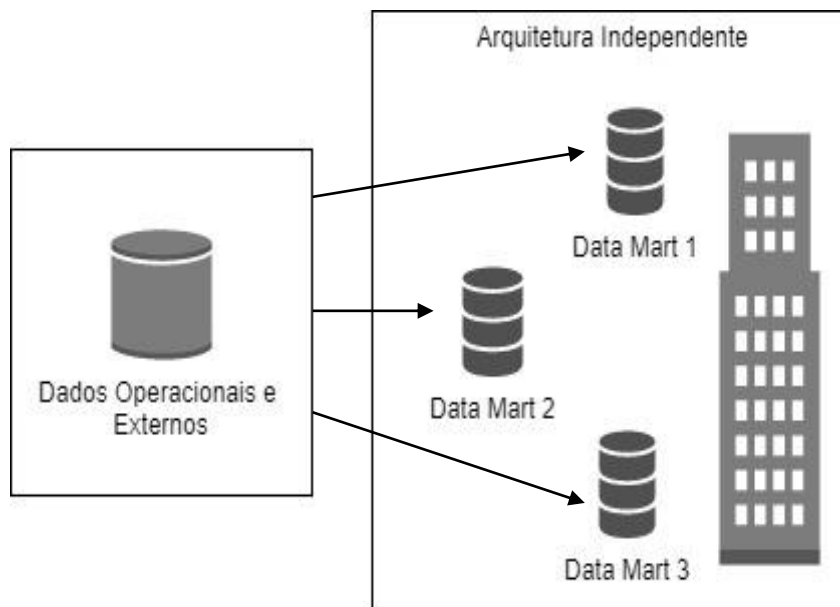 Arquitetura Independente
Data Mart 1
Dados Operacionais e
Externos
Data Mart 2
Data Mart 3